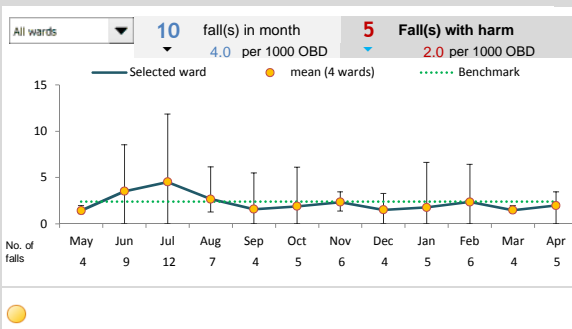 All wards
10 fall(s) in month
4.0 per 1000 OBD
5 Fall(s) with harm
2.0 per 1000 OBD
Selected ward mean (4 wards) Benchmark
15
10
5
0
May Jun Jul Aug Sep Oct Nov Dec Jan Feb Mar Apr
No. of falls
4 9 12 7 4 5 6 4 5 6 4 5